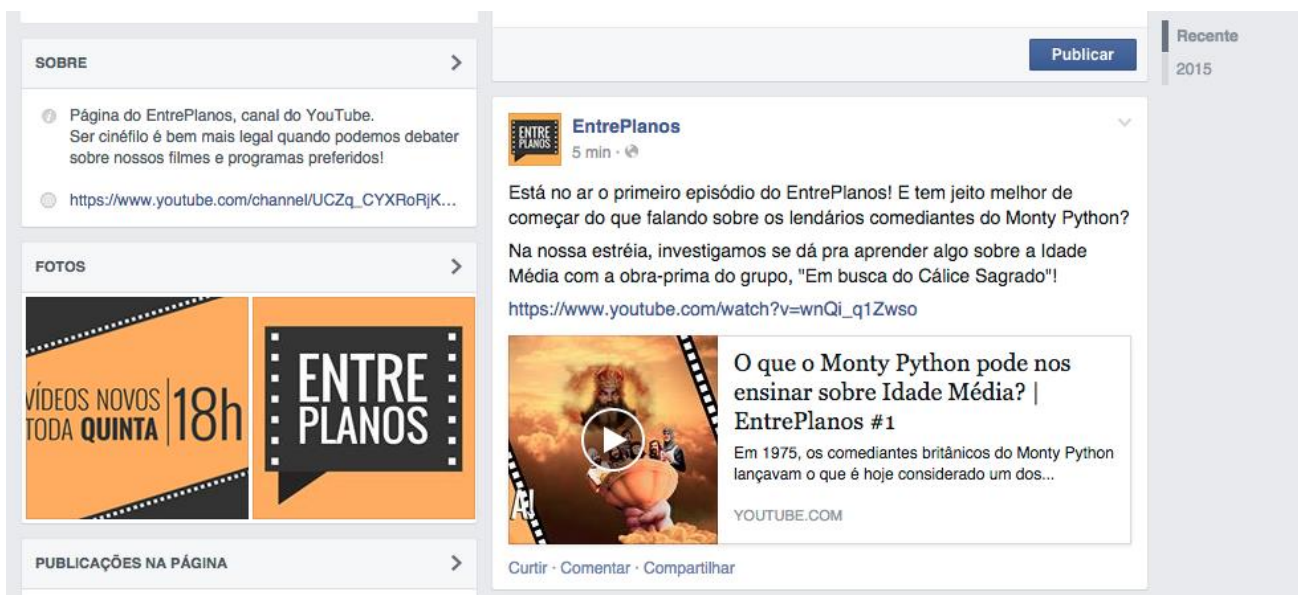 SOBRE
Página do EntrePlanos, canal do YouTube.
Ser cinéfilo é bem mais legal quando podemos debater
sobre nossos filmes e programas preferidos!
https://www.youtube.com/channel/UCZq_CYXRoRjK...
FOTOS
VÍDEOS NOVOS
TODA QUINTA
18h
ENTRE
PLANOS
PUBLICAÇÕES NA PÁGINA
Publicar
ENTRE
PLANOS
EntrePlanos
5 min ·
Está no ar o primeiro episódio do EntrePlanos! E tem jeito melhor de
começar do que falando sobre os lendários comediantes do Monty Python?
Na nossa estréia, investigamos se dá pra aprender algo sobre a Idade
Média com a obra-prima do grupo, "Em busca do Cálice Sagrado"!
https://www.youtube.com/watch?v=wnQi_q1Zwso
O que o Monty Python pode nos
ensinar sobre Idade Média? |
EntrePlanos #1
Em 1975, os comediantes britânicos do Monty Python
lançavam o que é hoje considerado um dos...
YOUTUBE.COM
Curtir · Comentar · Compartilhar
Recente
2015